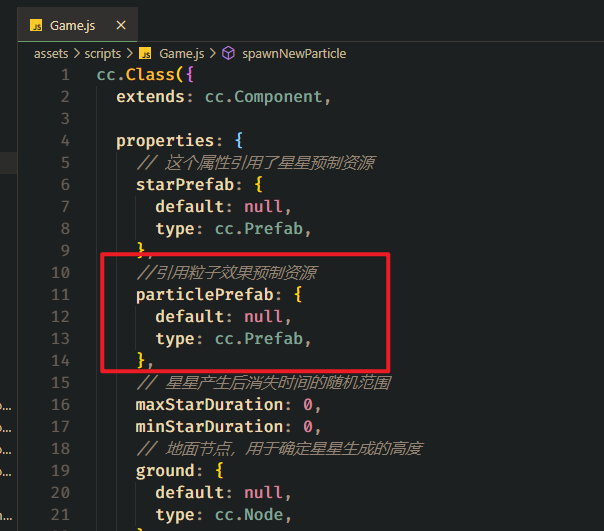 JS Game.js ×
assets > scripts > JS Game.js > spawnNewParticle
1 cc.Class({
2 extends: cc.Component,
3
4 properties: {
5 // 这个属性引用了星星预制资源
6 starPrefab: {
7 default: null,
8 type: cc.Prefab,
9 },
10 //引用粒子效果预制资源
11 particlePrefab: {
12 default: null,
13 type: cc.Prefab,
14 },
15 // 星星产生后消失时间的随机范围
16 maxStarDuration: 0,
17 minStarDuration: 0,
18 // 地面节点，用于确定星星生成的高度
19 ground: {
20 default: null,
21 type: cc.Node,